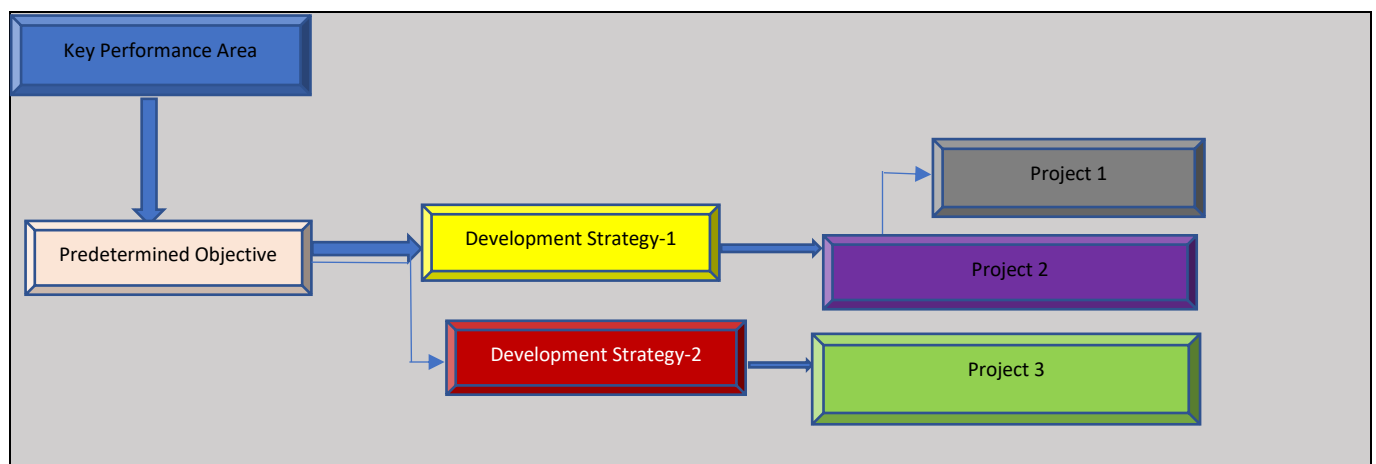 Key Performance Area
Project 1
Predetermined Objective
Development Strategy-1
Project 2
Development Strategy-2
Project 3